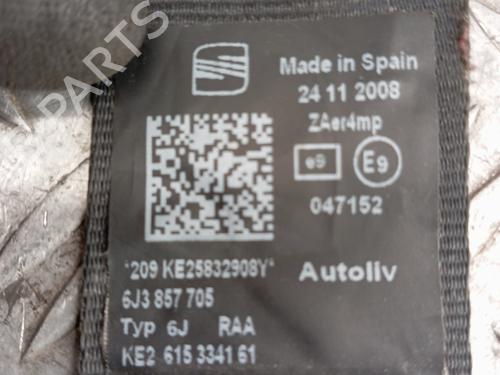 Made in Spain
24 11 2008
ZAer4mp
e9 E9
047152
*209 KE25832908Y*
Autoliv
6J3 857 705
Typ 6J RAA
KE2 615 3341 61